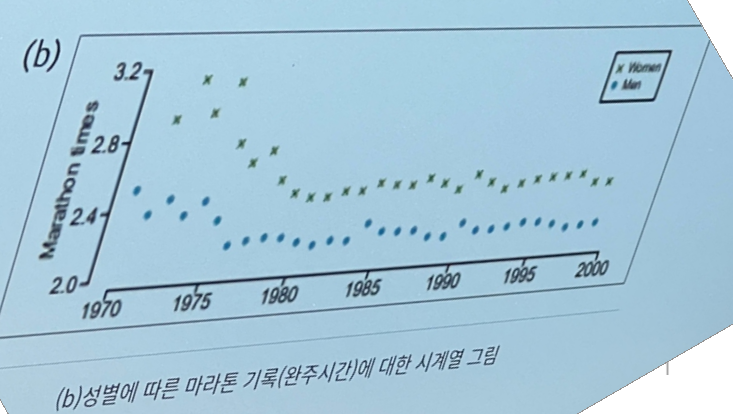 (b)
3.2
× Women
• Men
2.8
Marathon times
2.4
2.0
1970 1975 1980 1985 1990 1995 2000
(b)성별에 따른 마라톤 기록(완주시간)에 대한 시계열 그림